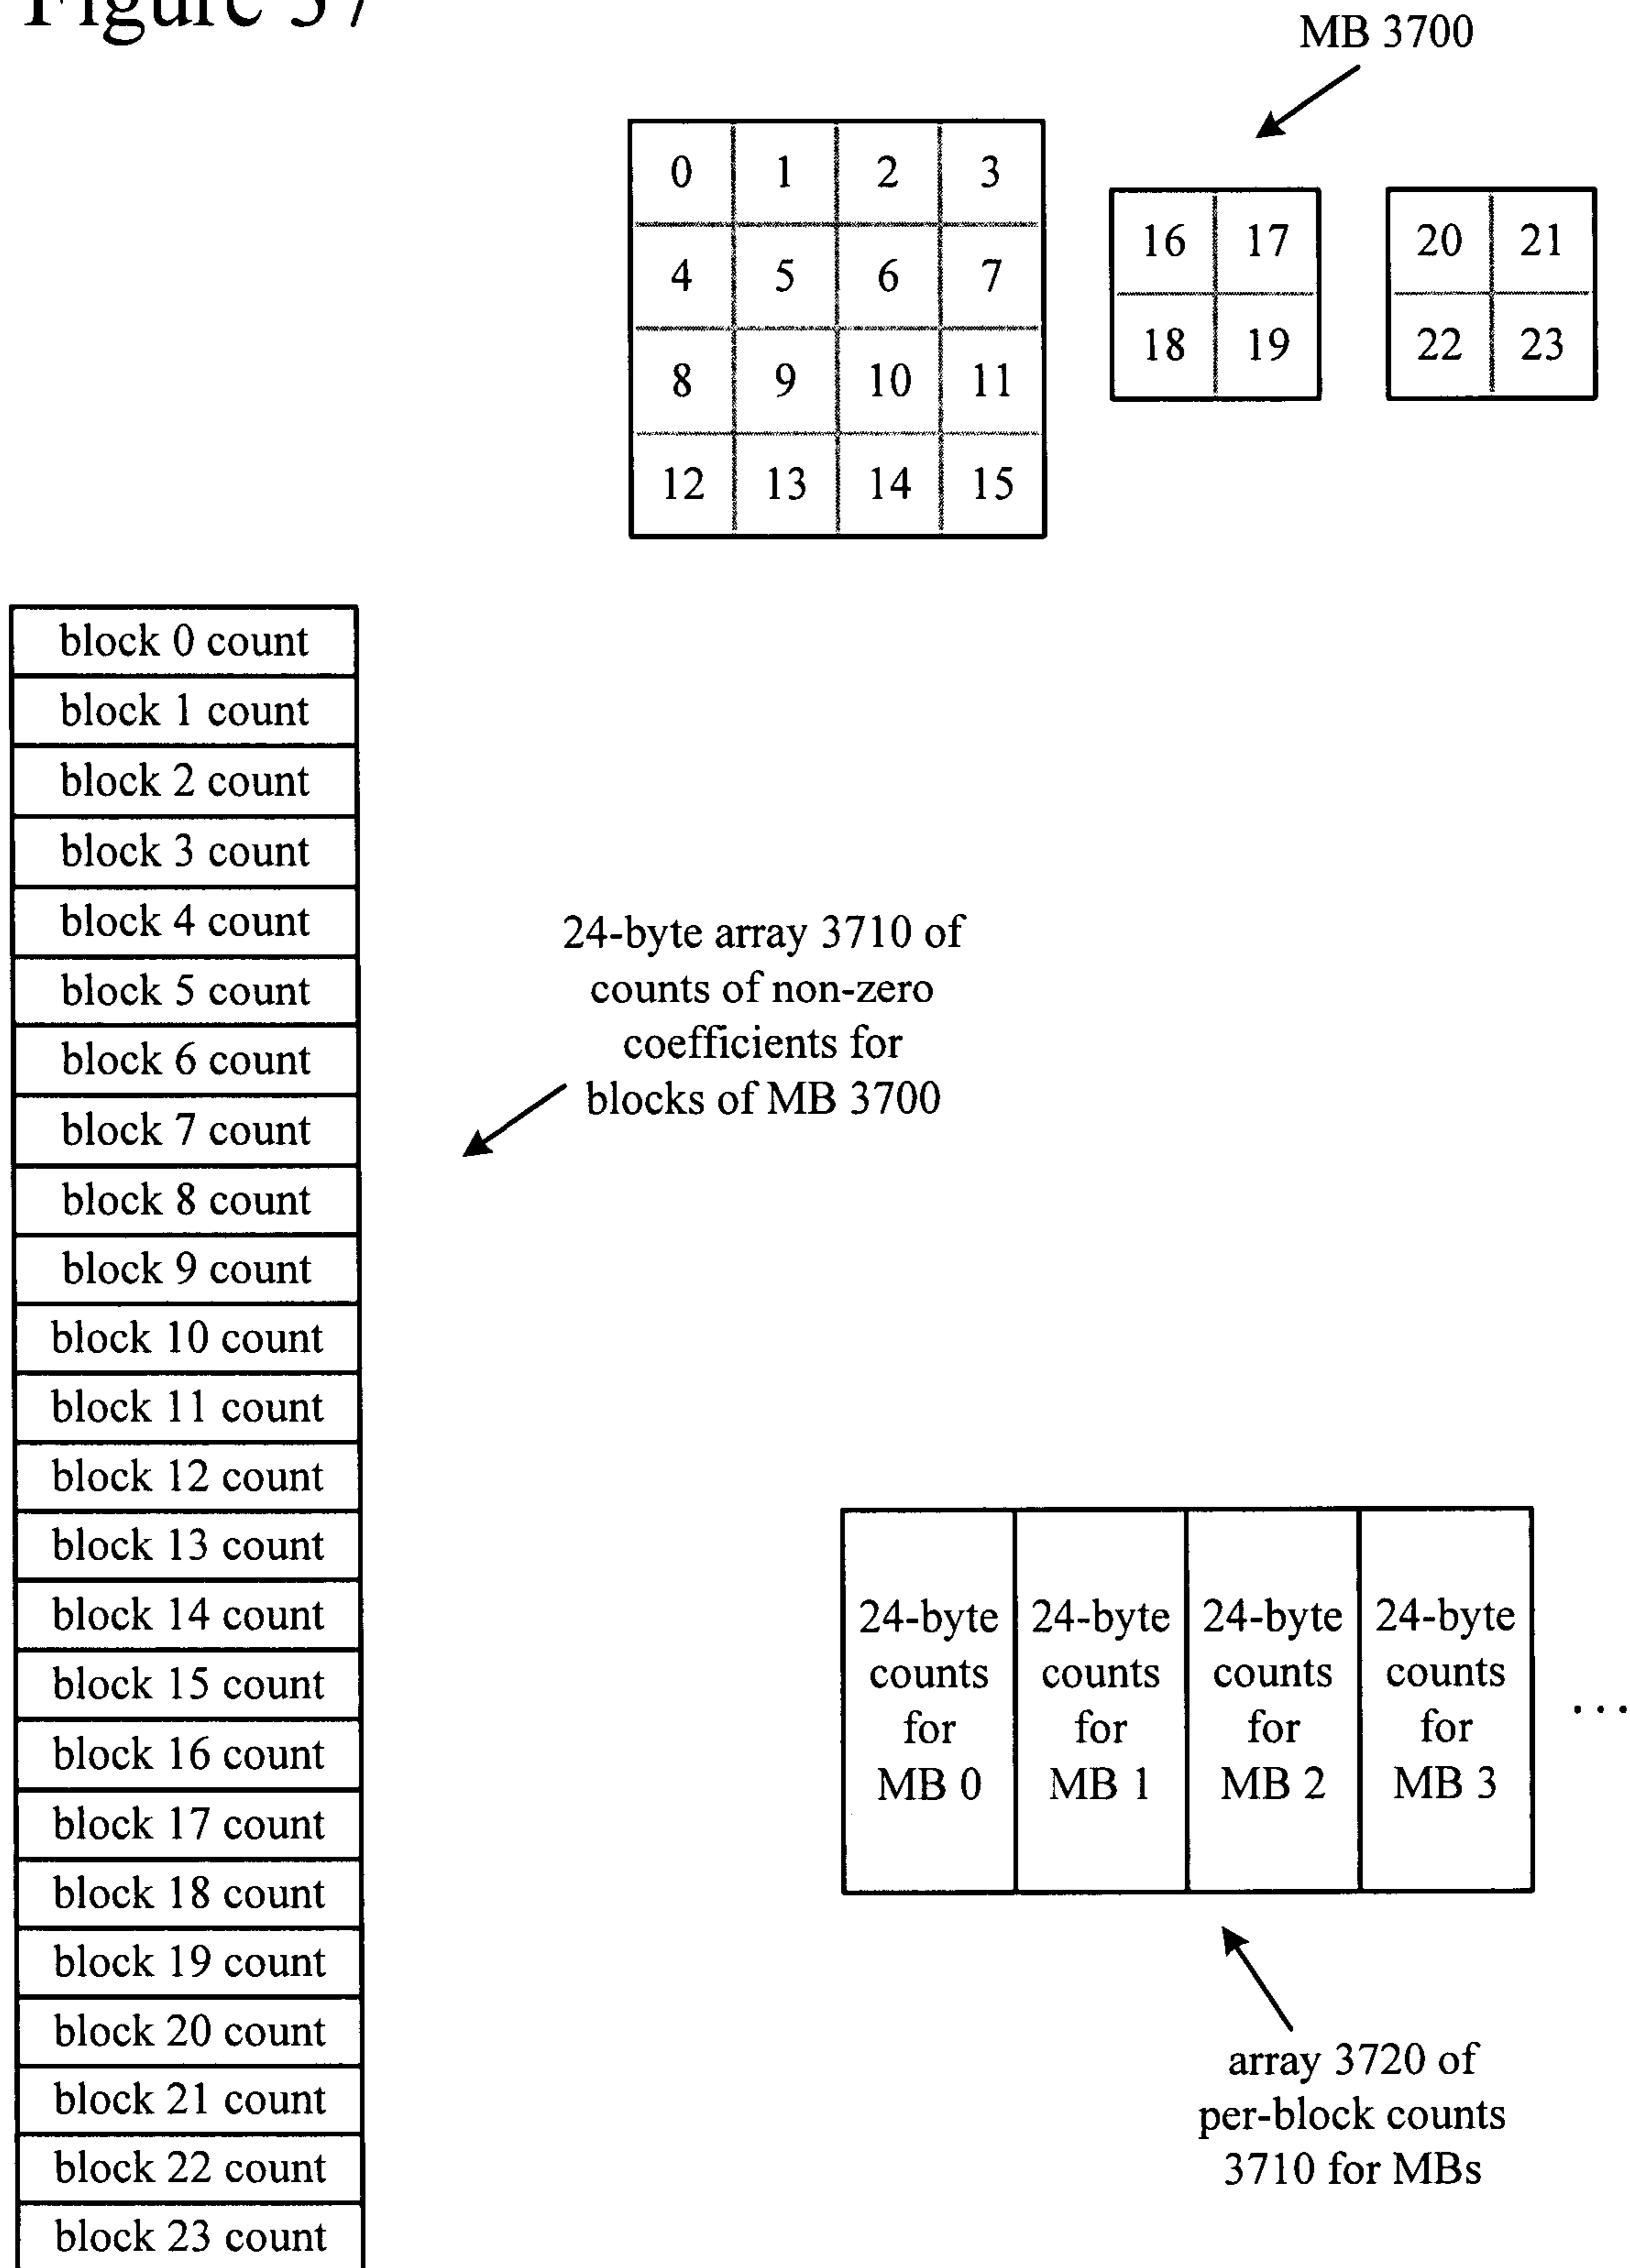 Figure 37
MB 3700
0 1 2 3
4 5 6 7
8 9 10 11
12 13 14 15
16 17
18 19
20 21
22 23
block 0 count
block 1 count
block 2 count
block 3 count
block 4 count
block 5 count
block 6 count
block 7 count
block 8 count
block 9 count
block 10 count
block 11 count
block 12 count
block 13 count
block 14 count
block 15 count
block 16 count
block 17 count
block 18 count
block 19 count
block 20 count
block 21 count
block 22 count
block 23 count
24-byte array 3710 of
counts of non-zero
coefficients for
blocks of MB 3700
24-byte
counts
for
MB 0
24-byte
counts
for
MB 1
24-byte
counts
for
MB 2
24-byte
counts
for
MB 3
...
array 3720 of
per-block counts
3710 for MBs